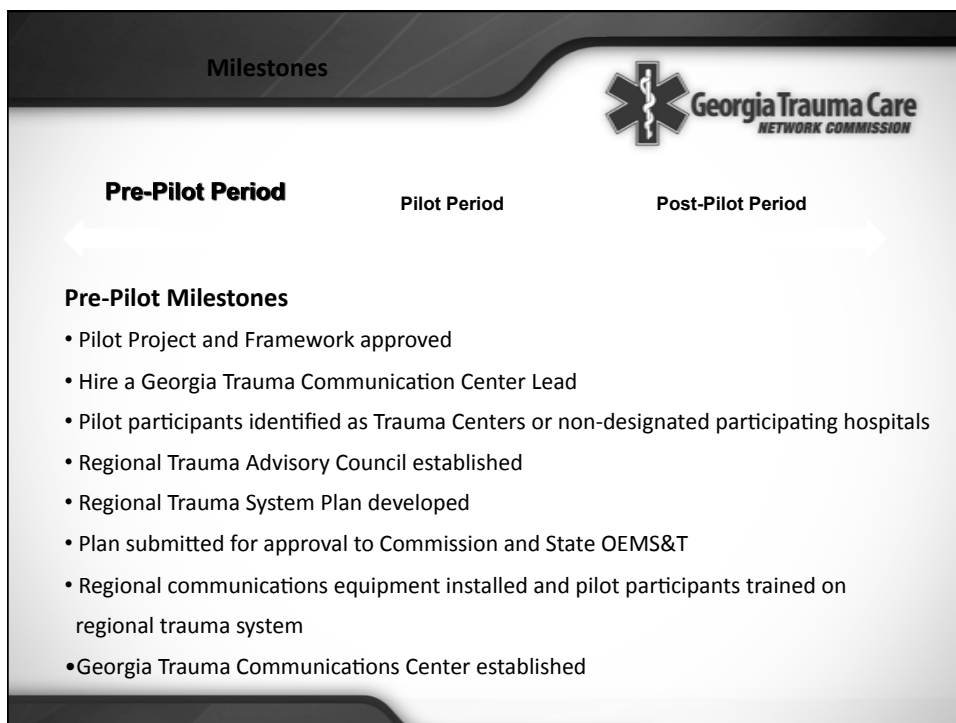 Milestones
Georgia Trauma Care
NETWORK COMMISSION
Pre-Pilot Period
Pilot Period
Post-Pilot Period
Pre-Pilot Milestones
• Pilot Project and Framework approved
• Hire a Georgia Trauma Communication Center Lead
• Pilot participants identified as Trauma Centers or non-designated participating hospitals
• Regional Trauma Advisory Council established
• Regional Trauma System Plan developed
• Plan submitted for approval to Commission and State OEMS&T
• Regional communications equipment installed and pilot participants trained on
regional trauma system
•Georgia Trauma Communications Center established